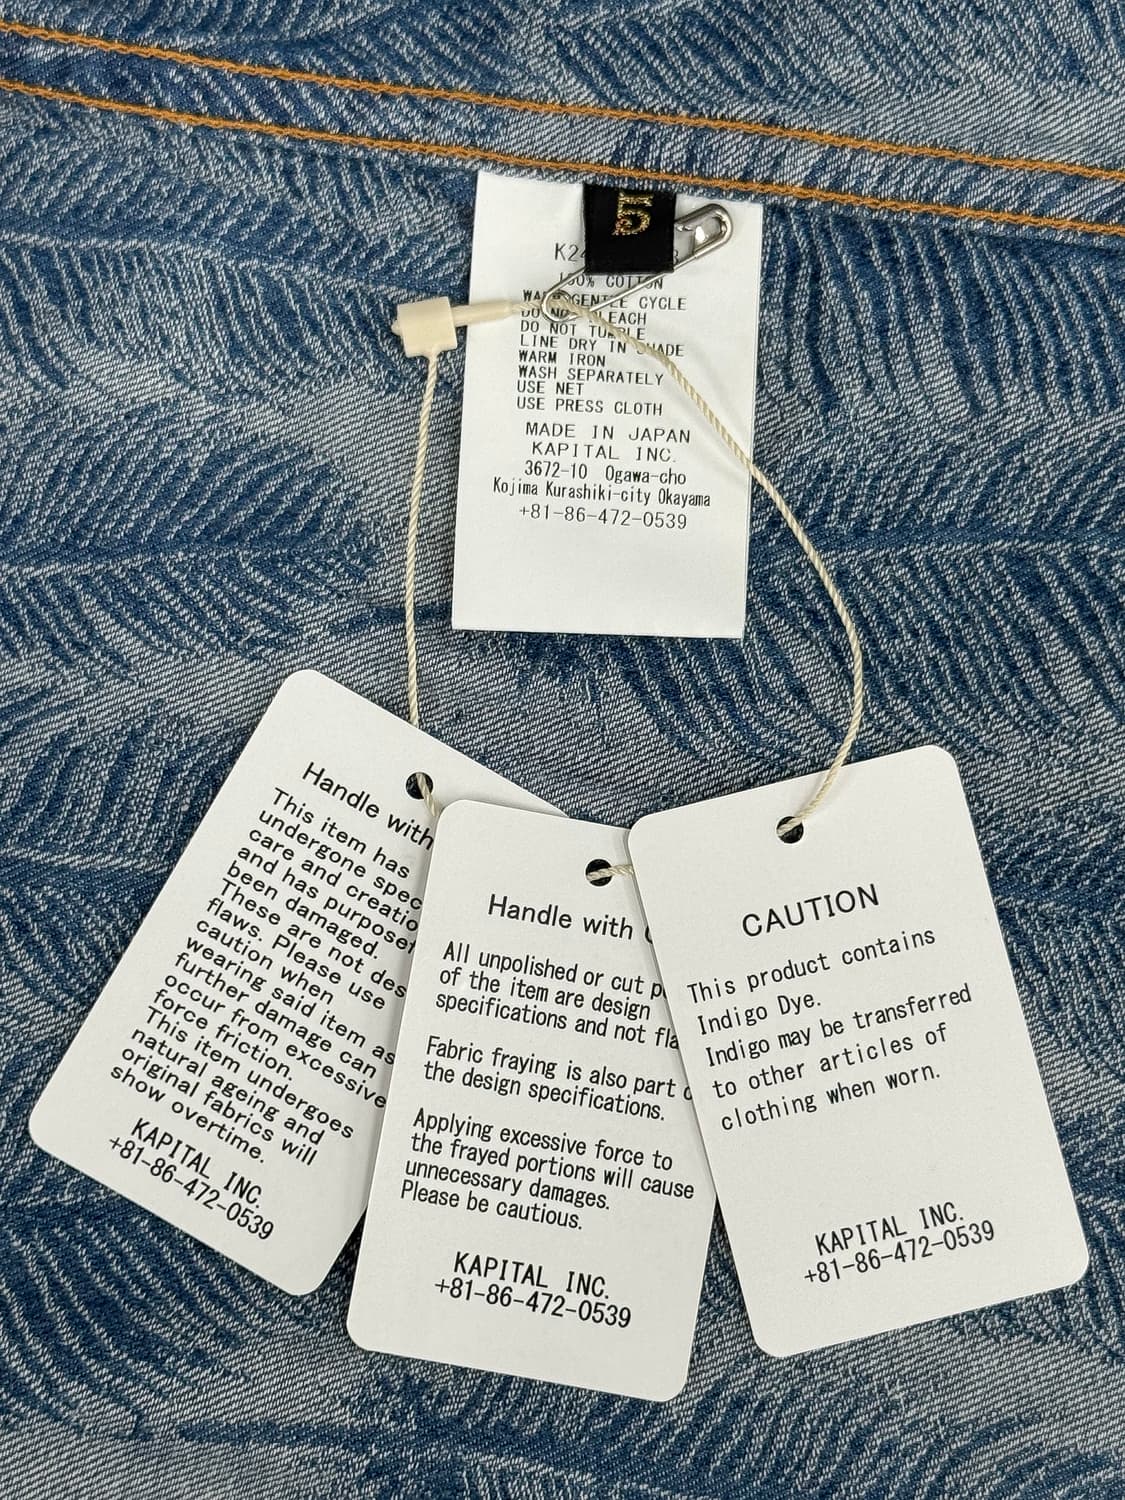 5
K24
100% COTTON
WARM GENTLE CYCLE
DO NOT BLEACH
DO NOT TUMBLE
LINE DRY IN SHADE
WARM IRON
WASH SEPARATELY
USE NET
USE PRESS CLOTH
MADE IN JAPAN
KAPITAL INC.
3672-10 Ogawa-cho
Kojima Kurashiki-city Okayama
+81-86-472-0539
Handle with
This item has
undergone spec
care and creatio
and has purposef
been damaged.
These are not des
flaws. Please use
caution when
wearing said item as
further damage can
occur from excessive
force friction.
This item undergoes
natural ageing and
original fabrics will
show overtime.
KAPITAL INC.
+81-86-472-0539
Handle with
All unpolished or cut p
of the item are design
specifications and not fla
Fabric fraying is also part
the design specifications.
Applying excessive force to
the frayed portions will cause
unnecessary damages.
Please be cautious.
KAPITAL INC.
+81-86-472-0539
CAUTION
This product contains
Indigo Dye.
Indigo may be transferred
to other articles of
clothing when worn.
KAPITAL INC.
+81-86-472-0539